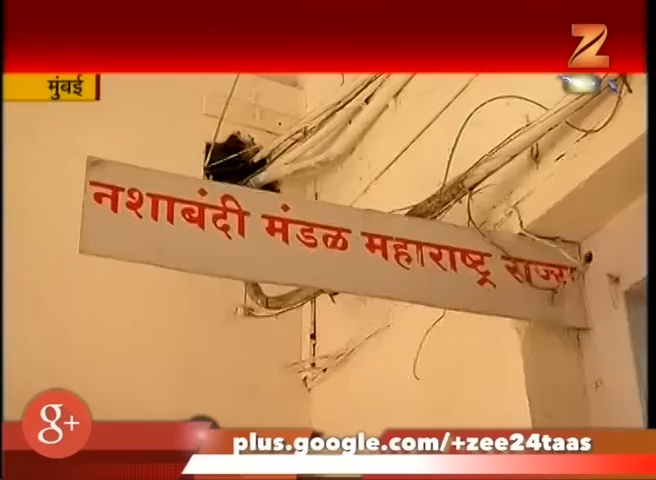 मुंबई
नशाबंदी मंडळ महाराष्ट्र राज्य
g+
plus.google.com/+zee24taas